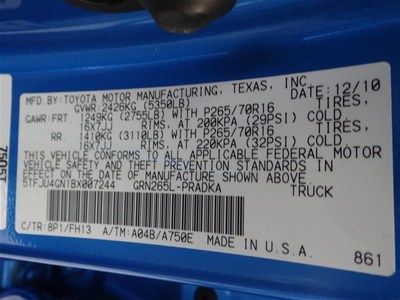 MFD.BY:TOYOTA MOTOR MANUFACTURING, TEXAS, INC
GVWR:2426KG (5350LB) DATE:12/10
GAWR:FRT. 1249KG (2755LB) WITH P265/70R16 TIRES,
16x7JJ RIMS, AT 200KPA (29PSI) COLD
RR. 1410KG (3110LB) WITH P265/70R16 TIRES,
16x7JJ RIMS, AT 220KPA (32PSI) COLD
THIS VEHICLE CONFORMS TO ALL APPLICABLE FEDERAL MOTOR
VEHICLE SAFETY AND THEFT PREVENTION STANDARDS IN
EFFECT ON THE DATE OF MANUFACTURE SHOWN ABOVE.
5TFJU4GN1BX007244 GRN265L-PRADKA TRUCK
C/TR:8P1/FH13 A/TM:A04B/A750E MADE IN U.S.A. 861